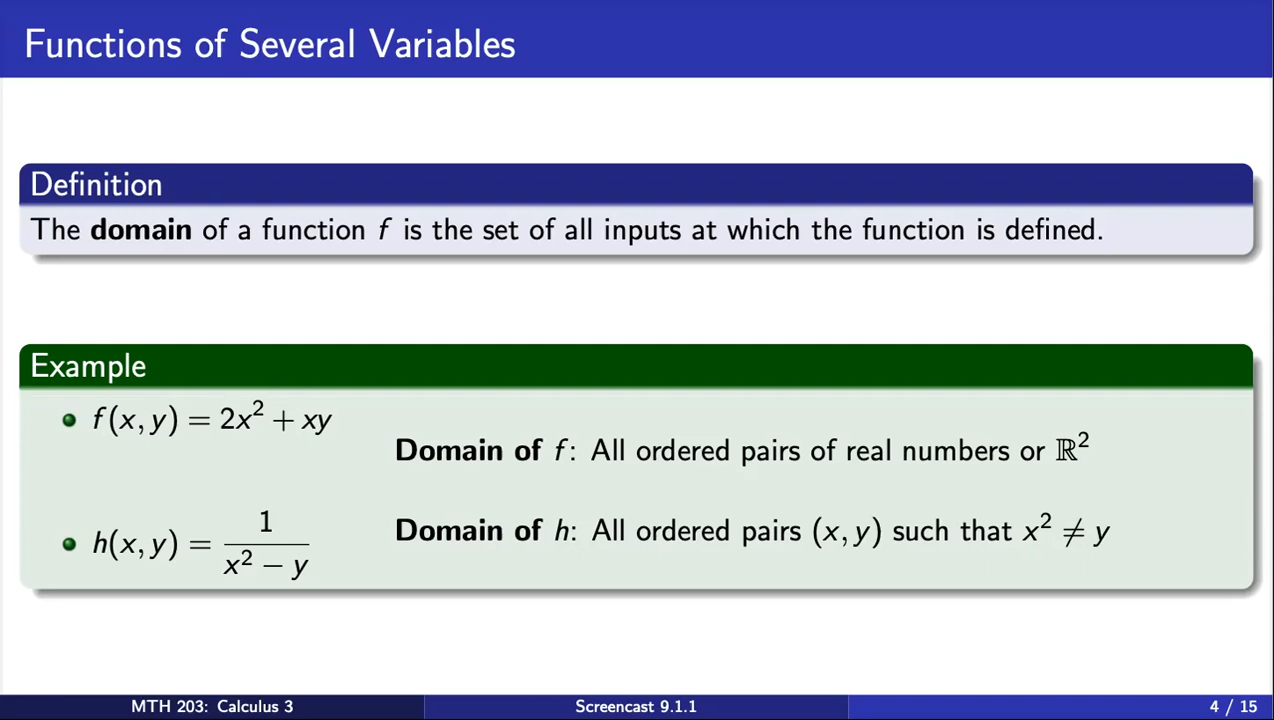 Functions of Several Variables
Definition
The domain of a function f is the set of all inputs at which the function is defined.
Example
f(x, y) = 2x² + xy
Domain of f: All ordered pairs of real numbers or ℝ²
h(x, y) = 1 / (x² − y)
Domain of h: All ordered pairs (x, y) such that x² ≠ y
MTH 203: Calculus 3 Screencast 9.1.1 4 / 15